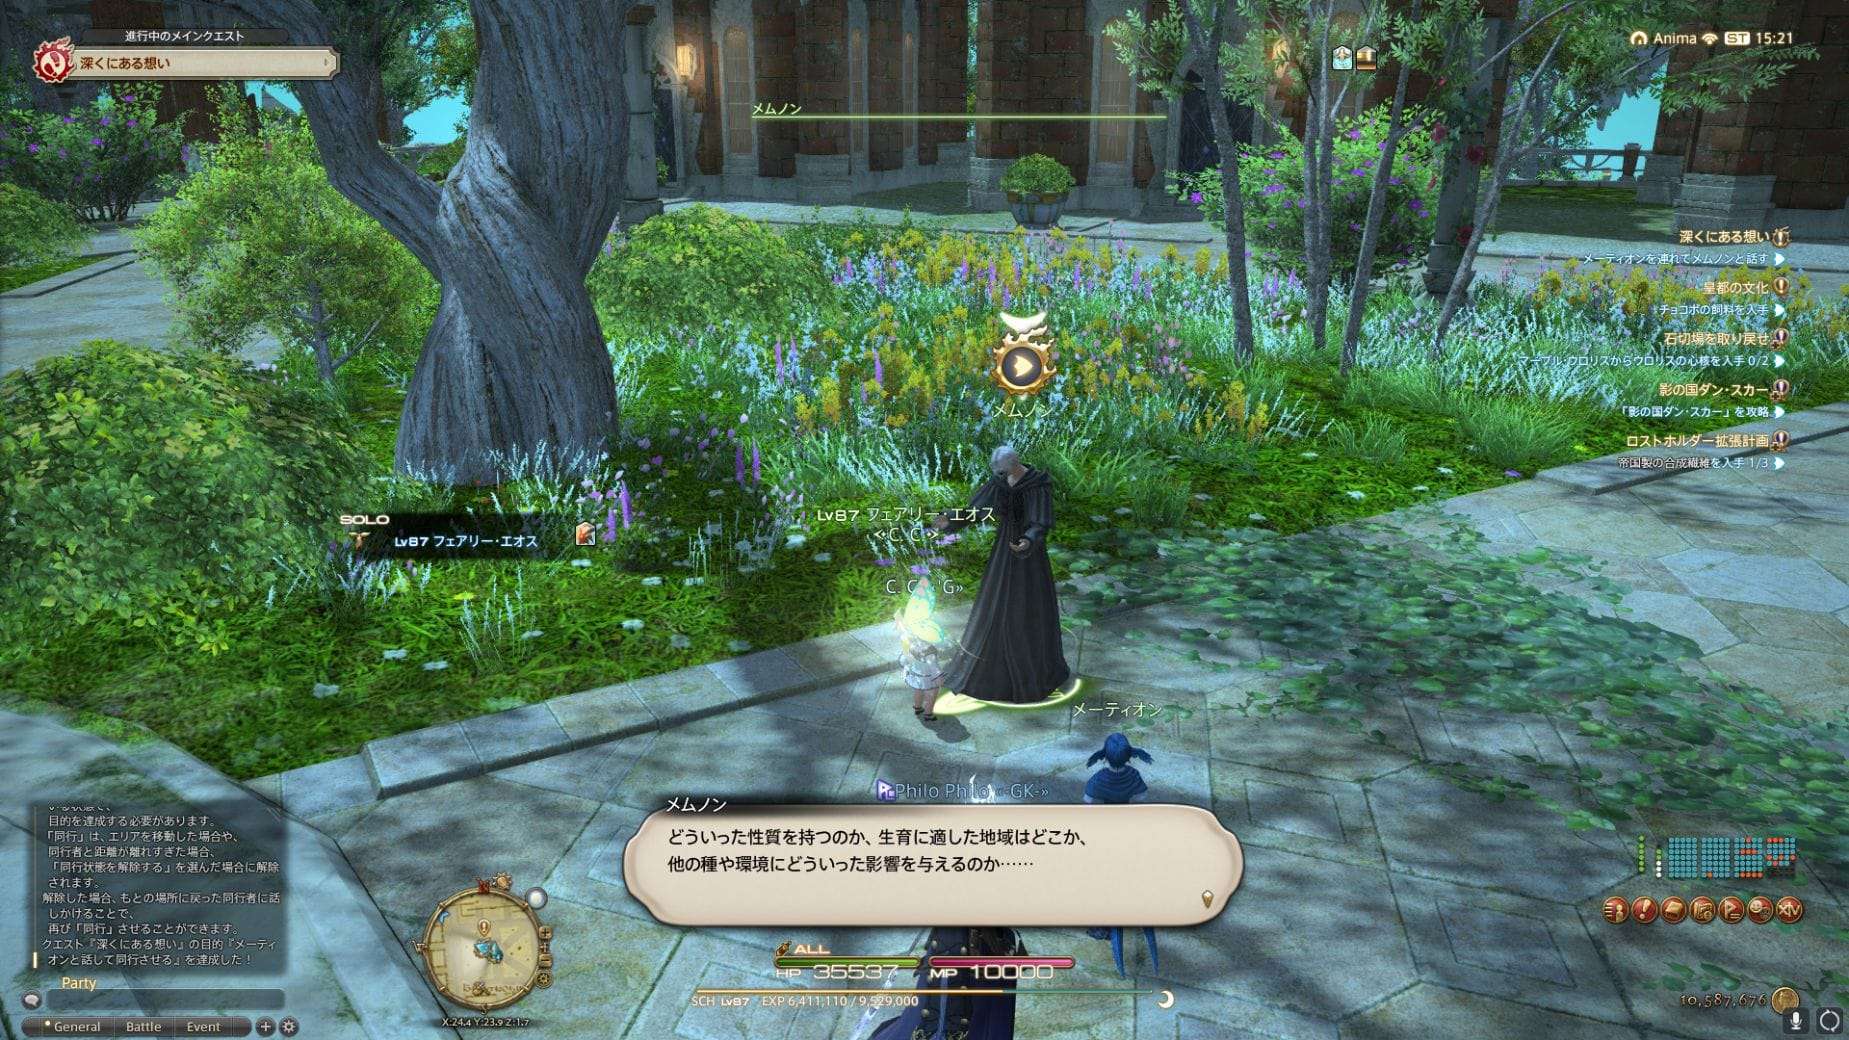 進行中のメインクエスト
深くにある想い
メムノン
Anima ST 15:21
深くにある想い
メーティオンを連れてメムノンと話す
皇都の文化
チョコボの飼料を入手
石切場を取り戻せ
マーブル・ウロリスからウロリスの心核を入手 0/2
影の国ダン・スカー
「影の国ダン・スカー」を攻略
ロストホルダー拡張計画
帝国製の合成繊維を入手 1/3
メムノン
SOLO
Lv87 フェアリー・エオス
Lv87 フェアリー・エオス
メーティオン
Philo Philo «-GK-»
メムノン
どういった性質を持つのか、生育に適した地域はどこか、
他の種や環境にどういった影響を与えるのか……
目的を達成する必要があります。
「同行」は、エリアを移動した場合や、
同行者と距離が離れすぎた場合、
「同行状態を解除する」を選んだ場合に解除
されます。
解除した場合、もとの場所に戻った同行者に話
しかけることで、
再び「同行」させることができます。
クエスト『深くにある想い』の目的『メーティ
オンと話して同行させる』を達成した！
Party
General Battle Event
X:24.4 Y:23.9 Z:1.7
ALL
HP 35537 MP 10000
SCH Lv87 EXP 6,411,110 / 9,529,000
10,587,676